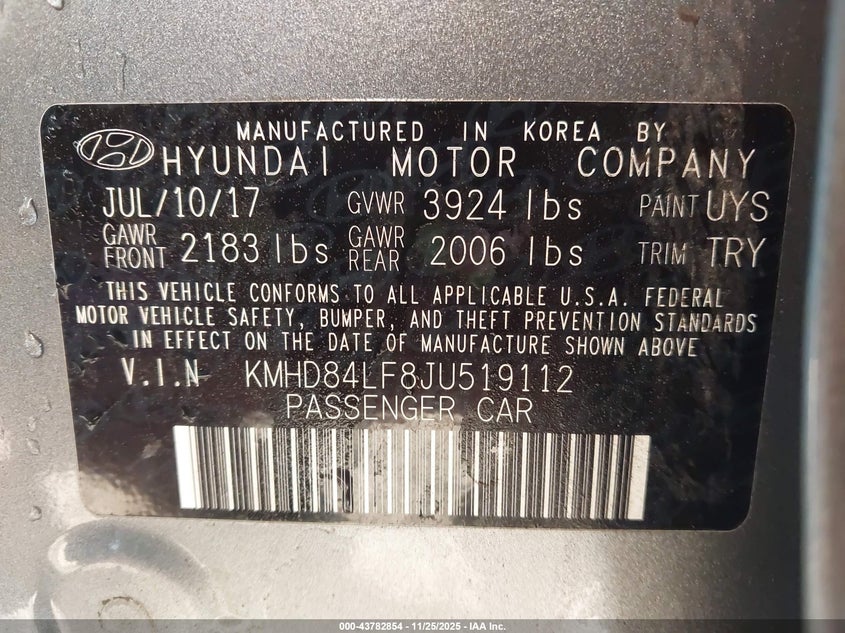 MANUFACTURED IN KOREA BY
HYUNDAI MOTOR COMPANY
JUL/10/17 GVWR 3924 lbs PAINT UYS
GAWR FRONT 2183 lbs GAWR REAR 2006 lbs TRIM TRY
THIS VEHICLE CONFORMS TO ALL APPLICABLE U.S.A. FEDERAL
MOTOR VEHICLE SAFETY, BUMPER, AND THEFT PREVENTION STANDARDS
IN EFFECT ON THE DATE OF MANUFACTURE SHOWN ABOVE
V.I.N KMHD84LF8JU519112
PASSENGER CAR
000-43782854 - 11/25/2025 - IAA Inc.